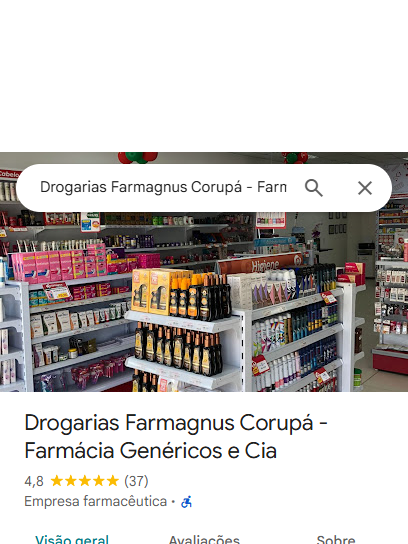 Drogarias Farmagnus Corupá - Farm
Cabelo
Higiene
Drogarias Farmagnus Corupá -
Farmácia Genéricos e Cia
4,8 (37)
Empresa farmacêutica ·
Visão geral Avaliações Sobre